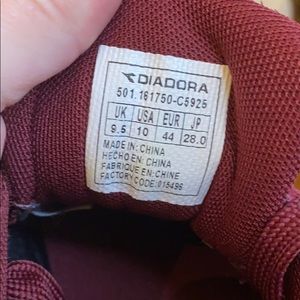 DIADORA
501.161750-C5925
UK USA EUR JP
9.5 10 44 28.0
MADE IN: CHINA
HECHO EN: CHINA
FABRIQUE EN: CHINE
FACTORY CODE: 015496